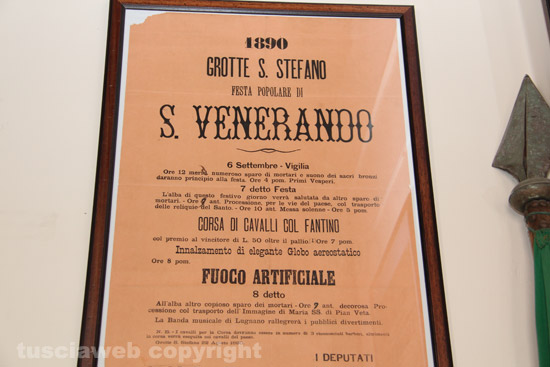 1890
GROTTE S. STEFANO
FESTA POPOLARE DI
S. VENERANDO
6 Settembre - Vigilia
Ore 12 merid. numeroso sparo di mortari e suono dei sacri bronzi
daranno principio alla festa. - Ore 4 pom. Primi Vesperi.
7 detto Festa
L'alba di questo festivo giorno verrà salutata da altro sparo di
mortari. - Ore 9 ant. Processione, per le vie del paese, col trasporto
delle reliquie del Santo. - Ore 10 ant. Messa solenne - Ore 5 pom.
CORSA DI CAVALLI COL FANTINO
col premio al vincitore di L. 50 oltre il pallio. - Ore 7 pom.
Innalzamento di elegante Globo aereostatico
Ore 8 pom.
FUOCO ARTIFICIALE
8 detto
All'alba altro copioso sparo dei mortari - Ore 9 ant. decorosa Pro-
cessione col trasporto dell'Immagine di Maria SS. di Pian Veta.
La Banda musicale di Lugnano rallegrerà i pubblici divertimenti.
I DEPUTATI
tusciaweb copyright